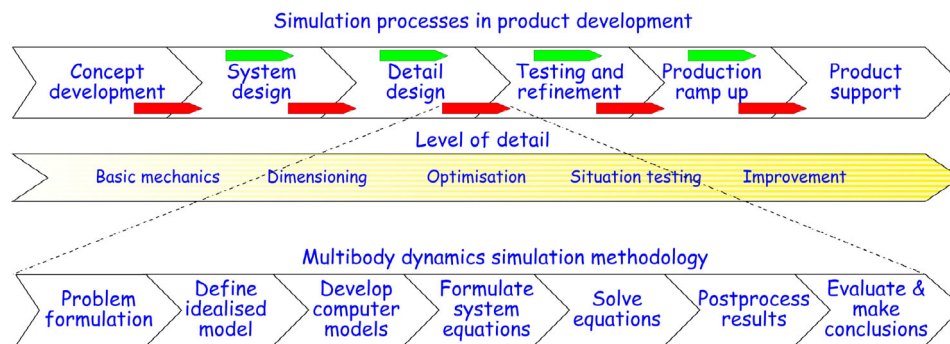 Simulation processes in product development
Concept
development
System
design
Detail
design
Testing and
refinement
Production
ramp up
Product
support
Level of detail
Basic mechanics
Dimensioning
Optimisation
Situation testing
Improvement
Multibody dynamics simulation methodology
Problem
formulation
Define
idealised
model
Develop
computer
models
Formulate
system
equations
Solve
equations
Postprocess
results
Evaluate &
make
conclusions